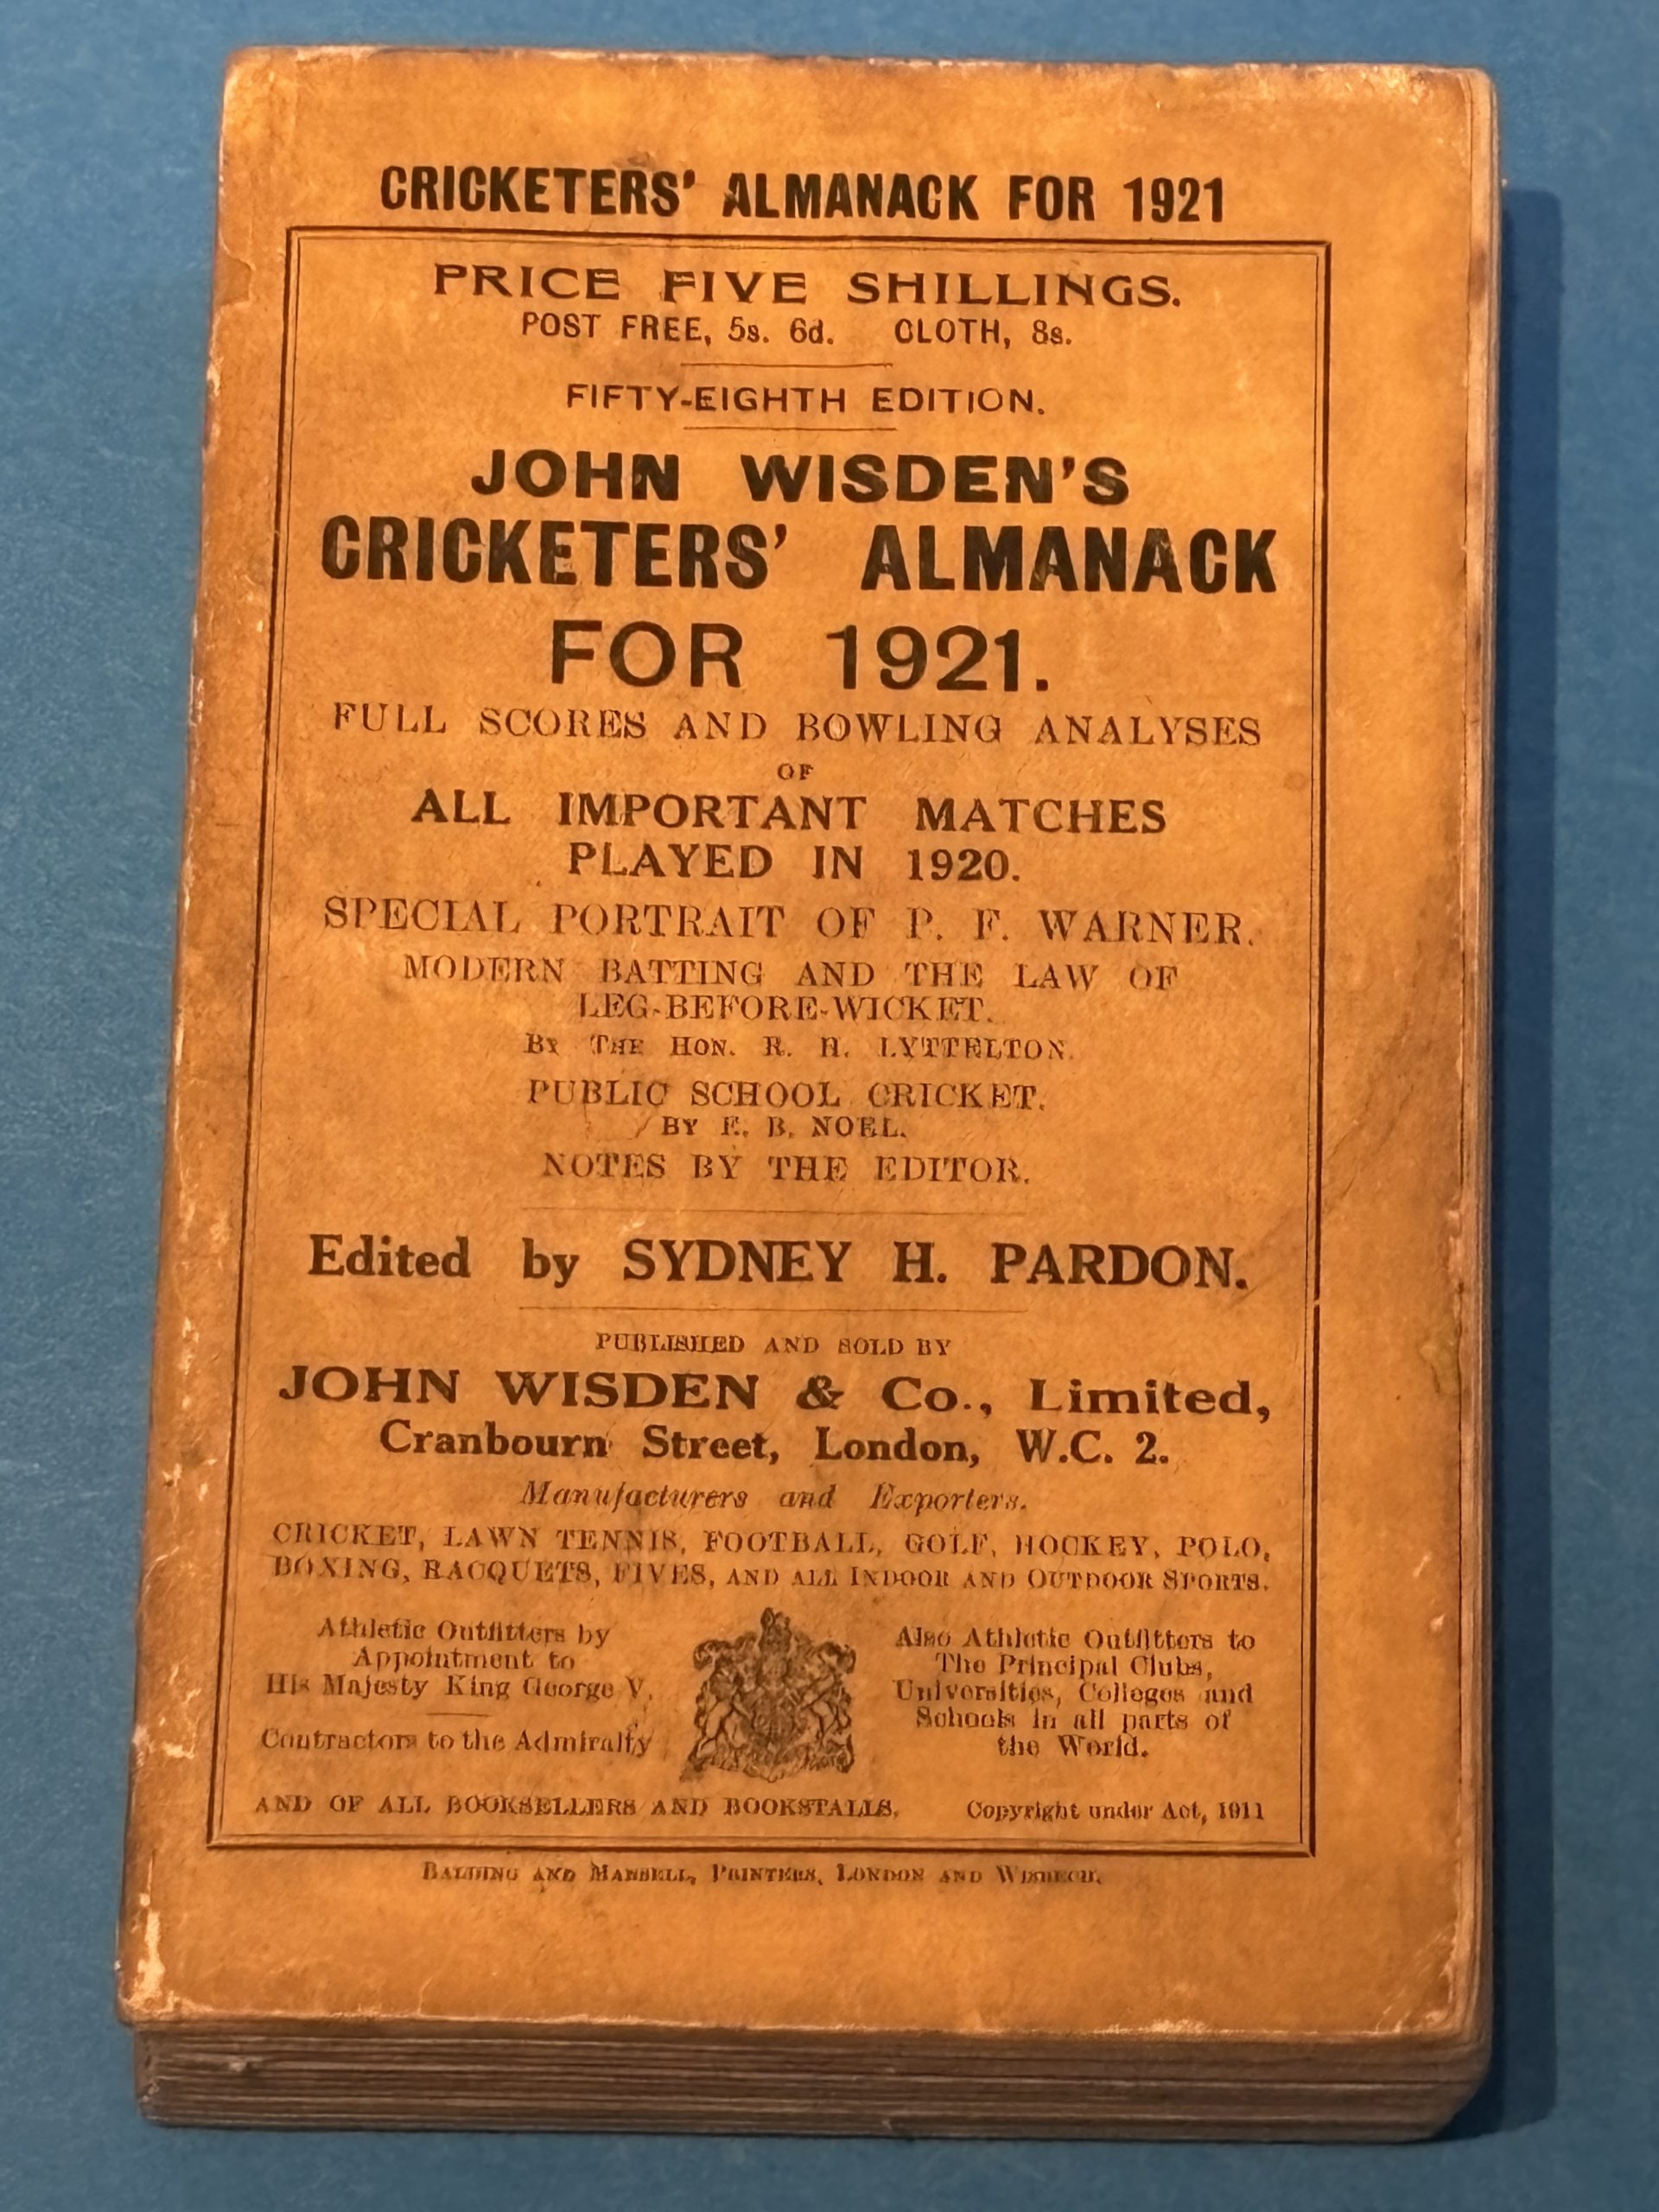 CRICKETERS' ALMANACK FOR 1921
PRICE FIVE SHILLINGS.
POST FREE, 5s. 6d. CLOTH, 8s.
FIFTY-EIGHTH EDITION.
JOHN WISDEN'S
CRICKETERS' ALMANACK
FOR 1921.
FULL SCORES AND BOWLING ANALYSES
OF
ALL IMPORTANT MATCHES
PLAYED IN 1920.
SPECIAL PORTRAIT OF P. F. WARNER.
MODERN BATTING AND THE LAW OF
LEG-BEFORE-WICKET.
BY THE HON. R. H. LYTTELTON.
PUBLIC SCHOOL CRICKET.
BY E. B. NOEL.
NOTES BY THE EDITOR.
Edited by SYDNEY H. PARDON.
PUBLISHED AND SOLD BY
JOHN WISDEN & Co., Limited,
Cranbourn Street, London, W.C. 2.
Manufacturers and Exporters.
CRICKET, LAWN TENNIS, FOOTBALL, GOLF, HOCKEY, POLO,
BOXING, RACQUETS, FIVES, AND ALL INDOOR AND OUTDOOR SPORTS.
Athletic Outfitters by
Appointment to
His Majesty King George V.
Contractors to the Admiralty
Also Athletic Outfitters to
The Principal Clubs,
Universities, Colleges and
Schools in all parts of
the World.
AND OF ALL BOOKSELLERS AND BOOKSTALLS. Copyright under Act, 1911
BALDING AND MANSELL, PRINTERS, LONDON AND WISBECH.